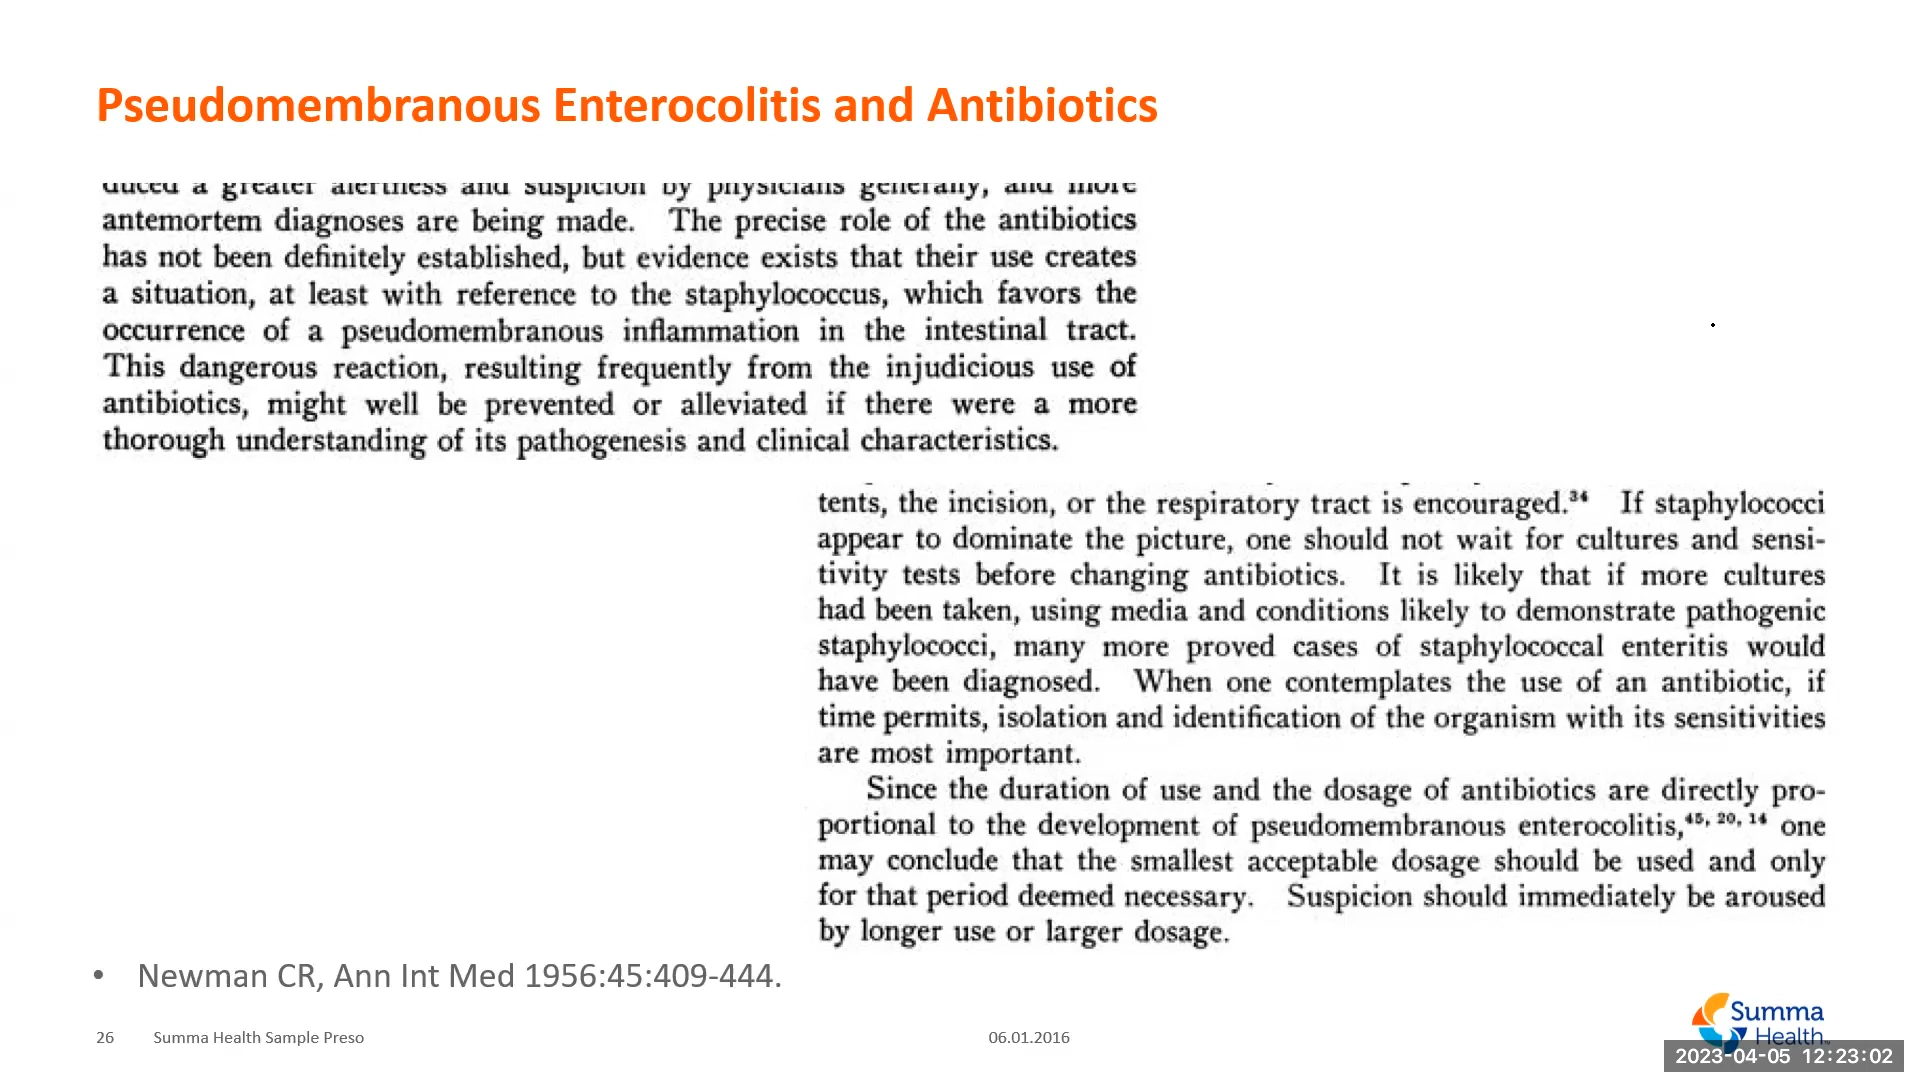 Pseudomembranous Enterocolitis and Antibiotics
duced a greater alertness and suspicion by physicians generally, and more
antemortem diagnoses are being made. The precise role of the antibiotics
has not been definitely established, but evidence exists that their use creates
a situation, at least with reference to the staphylococcus, which favors the
occurrence of a pseudomembranous inflammation in the intestinal tract.
This dangerous reaction, resulting frequently from the injudicious use of
antibiotics, might well be prevented or alleviated if there were a more
thorough understanding of its pathogenesis and clinical characteristics.
tents, the incision, or the respiratory tract is encouraged.³⁴ If staphylococci
appear to dominate the picture, one should not wait for cultures and sensi-
tivity tests before changing antibiotics. It is likely that if more cultures
had been taken, using media and conditions likely to demonstrate pathogenic
staphylococci, many more proved cases of staphylococcal enteritis would
have been diagnosed. When one contemplates the use of an antibiotic, if
time permits, isolation and identification of the organism with its sensitivities
are most important.
Since the duration of use and the dosage of antibiotics are directly pro-
portional to the development of pseudomembranous enterocolitis,⁴⁵, ²⁰, ¹⁴ one
may conclude that the smallest acceptable dosage should be used and only
for that period deemed necessary. Suspicion should immediately be aroused
by longer use or larger dosage.
• Newman CR, Ann Int Med 1956:45:409-444.
26 Summa Health Sample Preso 06.01.2016
Summa
Health
2023-04-05 12:23:02